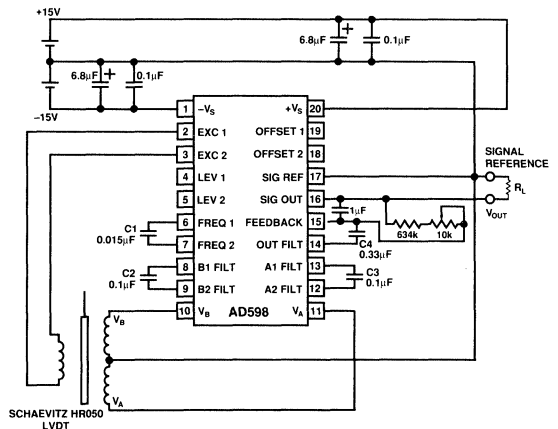 +15V
6.8µF +
0.1µF
6.8µF +
0.1µF
–15V
1 –VS
+VS 20
2 EXC 1
OFFSET 1 19
3 EXC 2
OFFSET 2 18
SIGNAL
REFERENCE
4 LEV 1
SIG REF 17
RL
5 LEV 2
SIG OUT 16
VOUT
1µF
C1
0.015µF
6 FREQ 1
FEEDBACK 15
634k
10k
7 FREQ 2
OUT FILT 14
C4
0.33µF
C2
0.1µF
8 B1 FILT
A1 FILT 13
C3
0.1µF
9 B2 FILT
A2 FILT 12
10 VB
VA 11
AD598
VB
VA
SCHAEVITZ HR050
LVDT